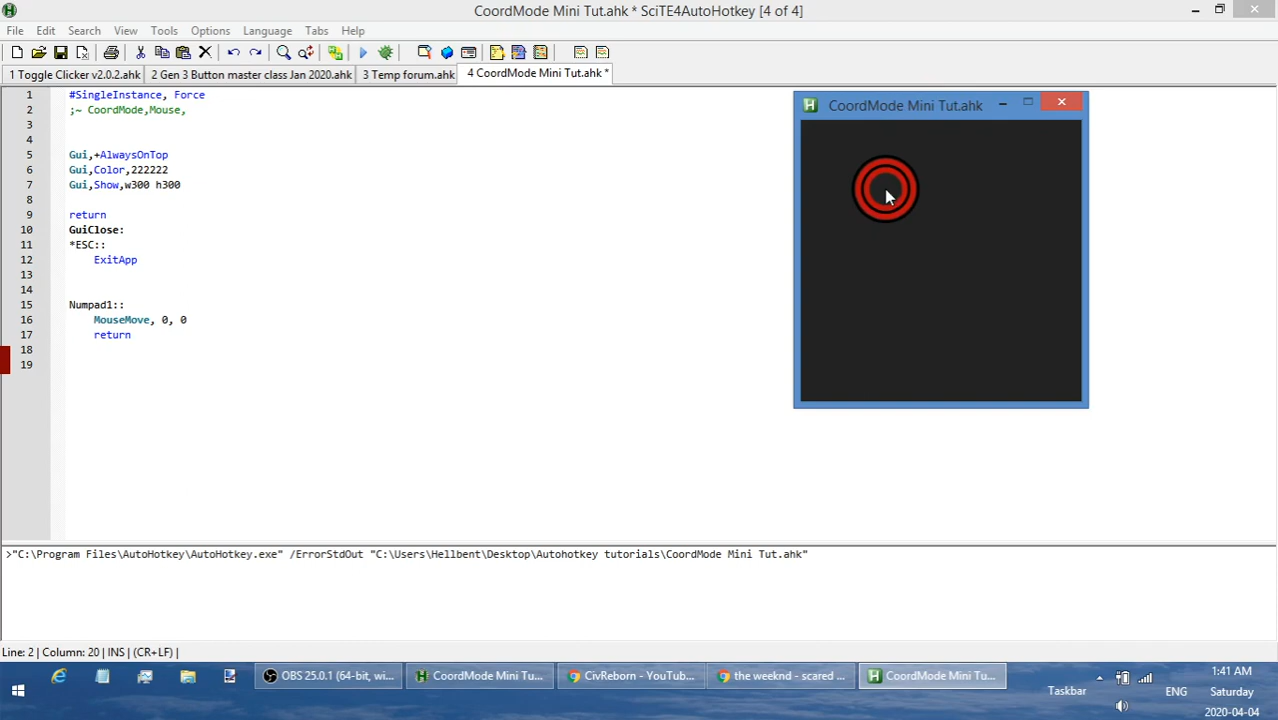 CoordMode Mini Tut.ahk * SciTE4AutoHotkey [4 of 4]
File Edit Search View Tools Options Language Tabs Help
1 Toggle Clicker v2.0.2.ahk 2 Gen 3 Button master class Jan 2020.ahk 3 Temp forum.ahk 4 CoordMode Mini Tut.ahk *
1 #SingleInstance, Force
2 ;~ CoordMode,Mouse,
3
4
5 Gui,+AlwaysOnTop
6 Gui,Color,222222
7 Gui,Show,w300 h300
8
9 return
10 GuiClose:
11 *ESC::
12 ExitApp
13
14
15 Numpad1::
16 MouseMove, 0, 0
17 return
18
19
CoordMode Mini Tut.ahk
>"C:\Program Files\AutoHotkey\AutoHotkey.exe" /ErrorStdOut "C:\Users\Hellbent\Desktop\Autohotkey tutorials\CoordMode Mini Tut.ahk"
Line: 2 | Column: 20 | INS | (CR+LF) |
OBS 25.0.1 (64-bit, wi... CoordMode Mini Tu... CivReborn - YouTub... the weeknd - scared ... CoordMode Mini Tu...
Taskbar
ENG
1:41 AM
Saturday
2020-04-04